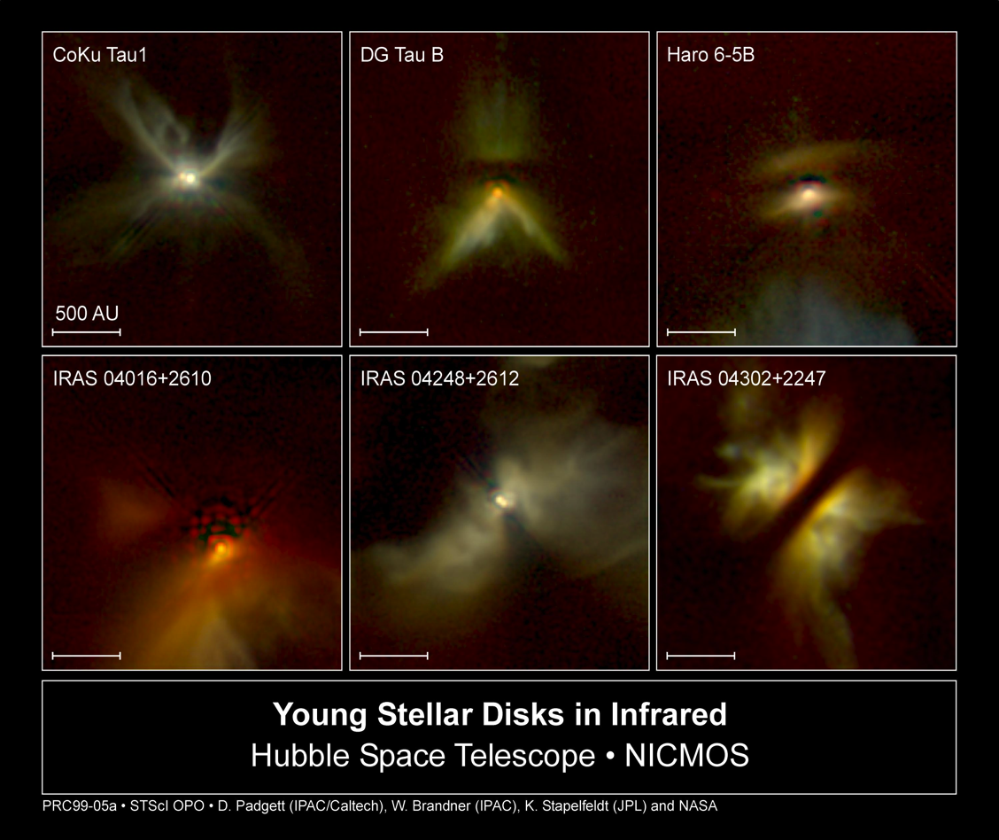 CoKu Tau1
DG Tau B
Haro 6-5B
500 AU
IRAS 04016+2610
IRAS 04248+2612
IRAS 04302+2247
Young Stellar Disks in Infrared
Hubble Space Telescope • NICMOS
PRC99-05a • STScI OPO • D. Padgett (IPAC/Caltech), W. Brandner (IPAC), K. Stapelfeldt (JPL) and NASA